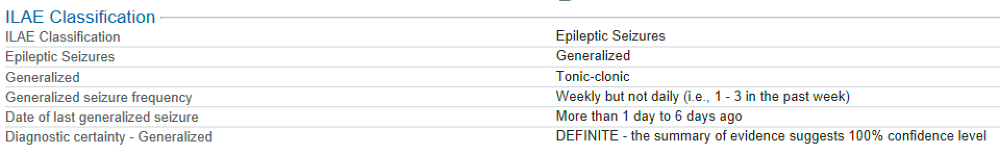 ILAE Classification
ILAE Classification Epileptic Seizures
Epileptic Seizures Generalized
Generalized Tonic-clonic
Generalized seizure frequency Weekly but not daily (i.e., 1 - 3 in the past week)
Date of last generalized seizure More than 1 day to 6 days ago
Diagnostic certainty - Generalized DEFINITE - the summary of evidence suggests 100% confidence level